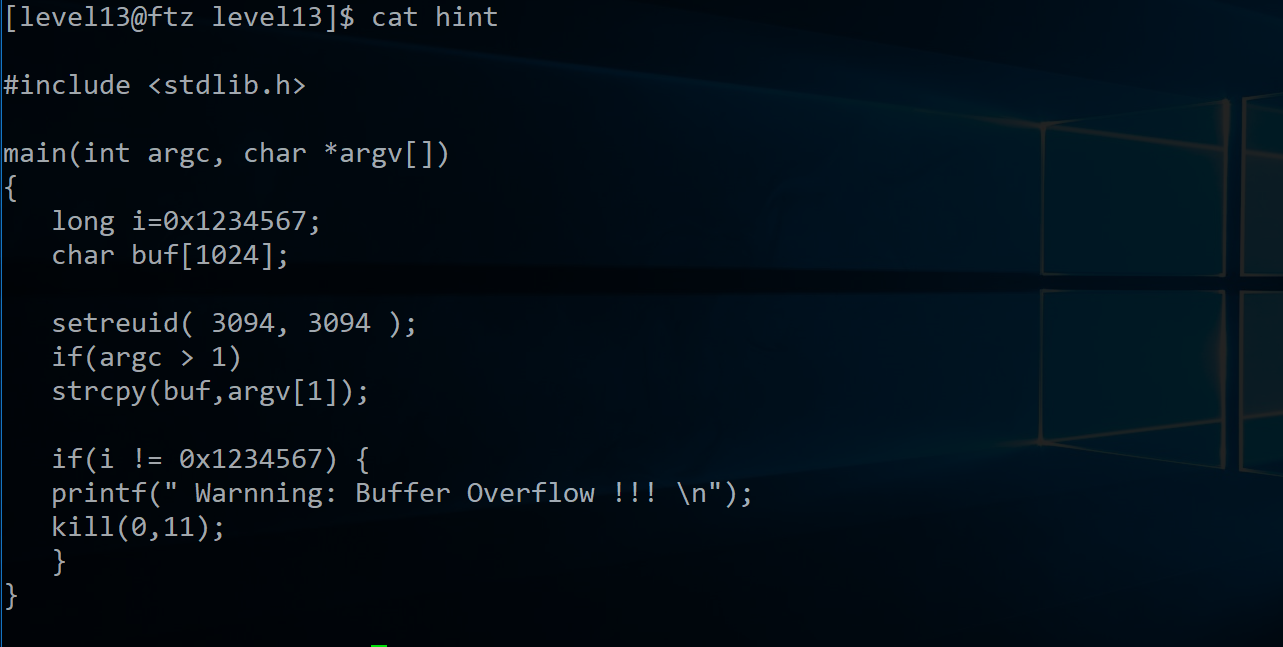 [level13@ftz level13]$ cat hint
#include <stdlib.h>
main(int argc, char *argv[])
{
   long i=0x1234567;
   char buf[1024];
   setreuid( 3094, 3094 );
   if(argc > 1)
   strcpy(buf,argv[1]);
   if(i != 0x1234567) {
   printf(" Warnning: Buffer Overflow !!! \n");
   kill(0,11);
   }
}